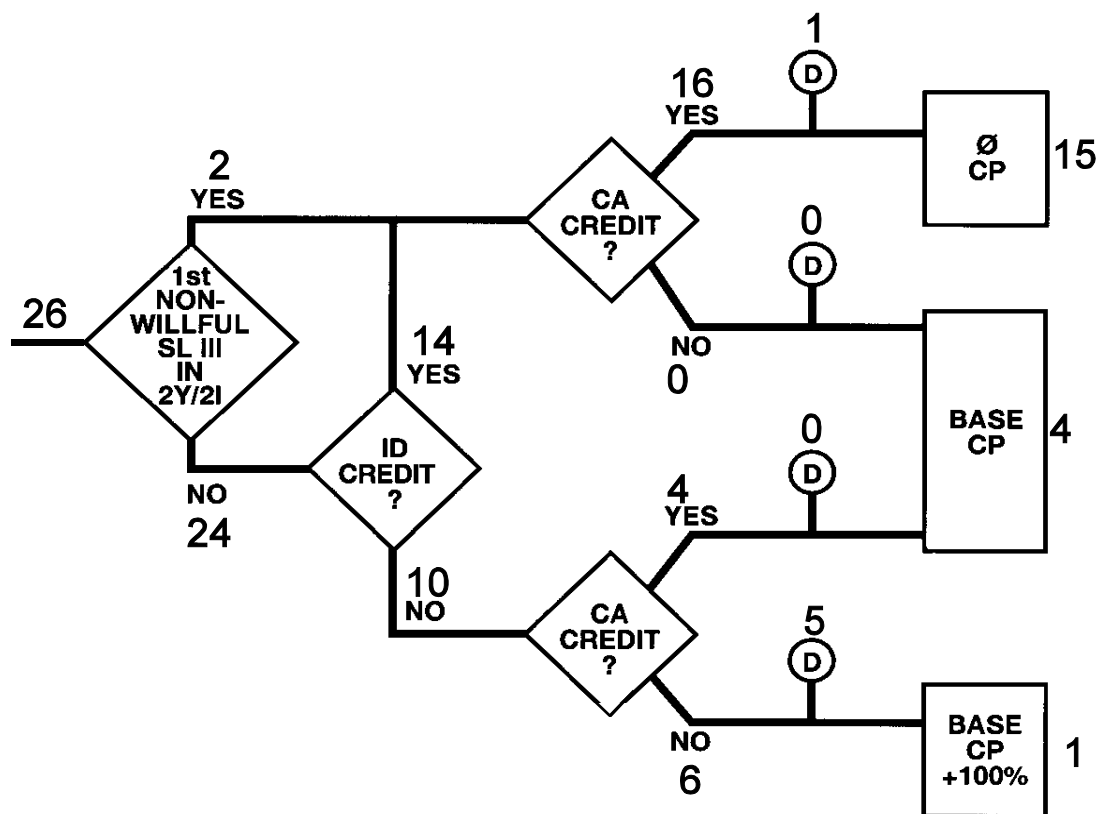 1
D
16
YES
Ø
CP
15
2
YES
CA
CREDIT
?
0
D
1st
NON-
WILLFUL
SL III
IN
2Y/2I
26
14
YES
NO
0
BASE
CP
4
ID
CREDIT
?
0
D
NO
24
4
YES
10
NO
CA
CREDIT
?
5
D
NO
6
BASE
CP
+100%
1